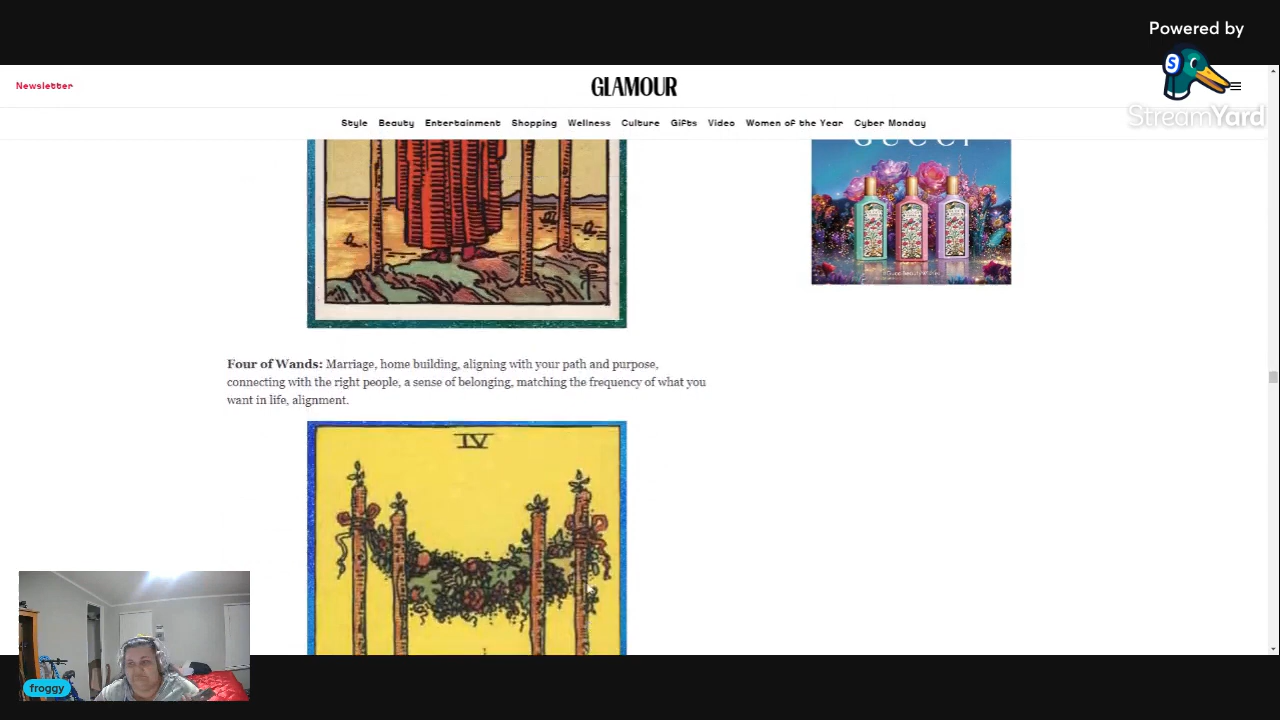 Powered by
StreamYard
Newsletter
GLAMOUR
Style Beauty Entertainment Shopping Wellness Culture Gifts Video Women of the Year Cyber Monday
GUCCI
#GucciBeautyWishes
Four of Wands: Marriage, home building, aligning with your path and purpose,
connecting with the right people, a sense of belonging, matching the frequency of what you
want in life, alignment.
IV
froggy